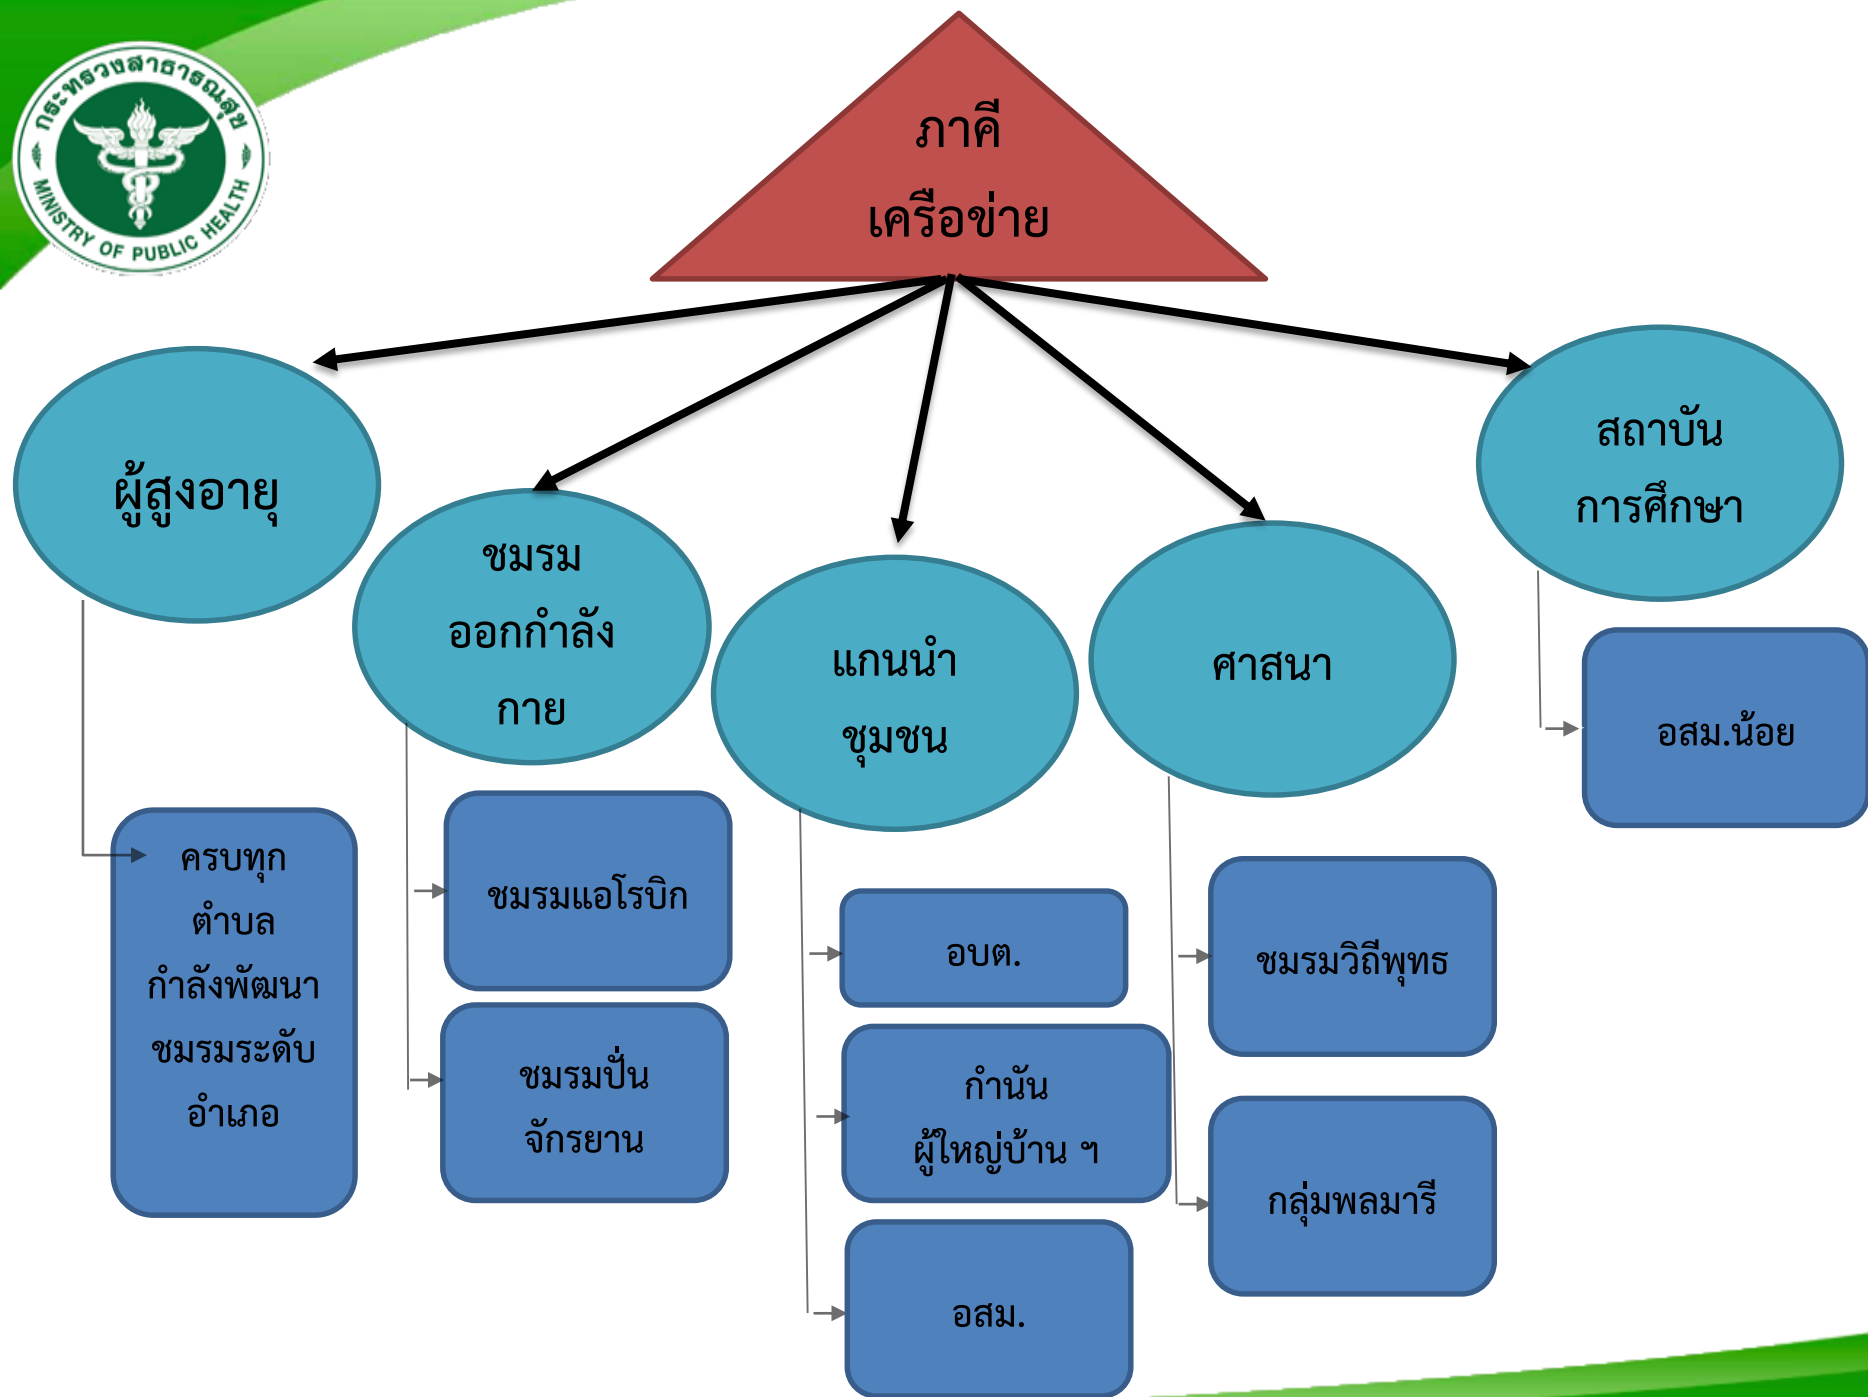 กระทรวงสาธารณสุข
MINISTRY OF PUBLIC HEALTH
ภาคี
เครือข่าย
ผู้สูงอายุ
ครบทุก
ตำบล
กำลังพัฒนา
ชมรมระดับ
อำเภอ
ชมรม
ออกกำลัง
กาย
ชมรมแอโรบิก
ชมรมปั่น
จักรยาน
แกนนำ
ชุมชน
อบต.
กำนัน
ผู้ใหญ่บ้าน ฯ
อสม.
ศาสนา
ชมรมวิถีพุทธ
กลุ่มพลมารี
สถาบัน
การศึกษา
อสม.น้อย